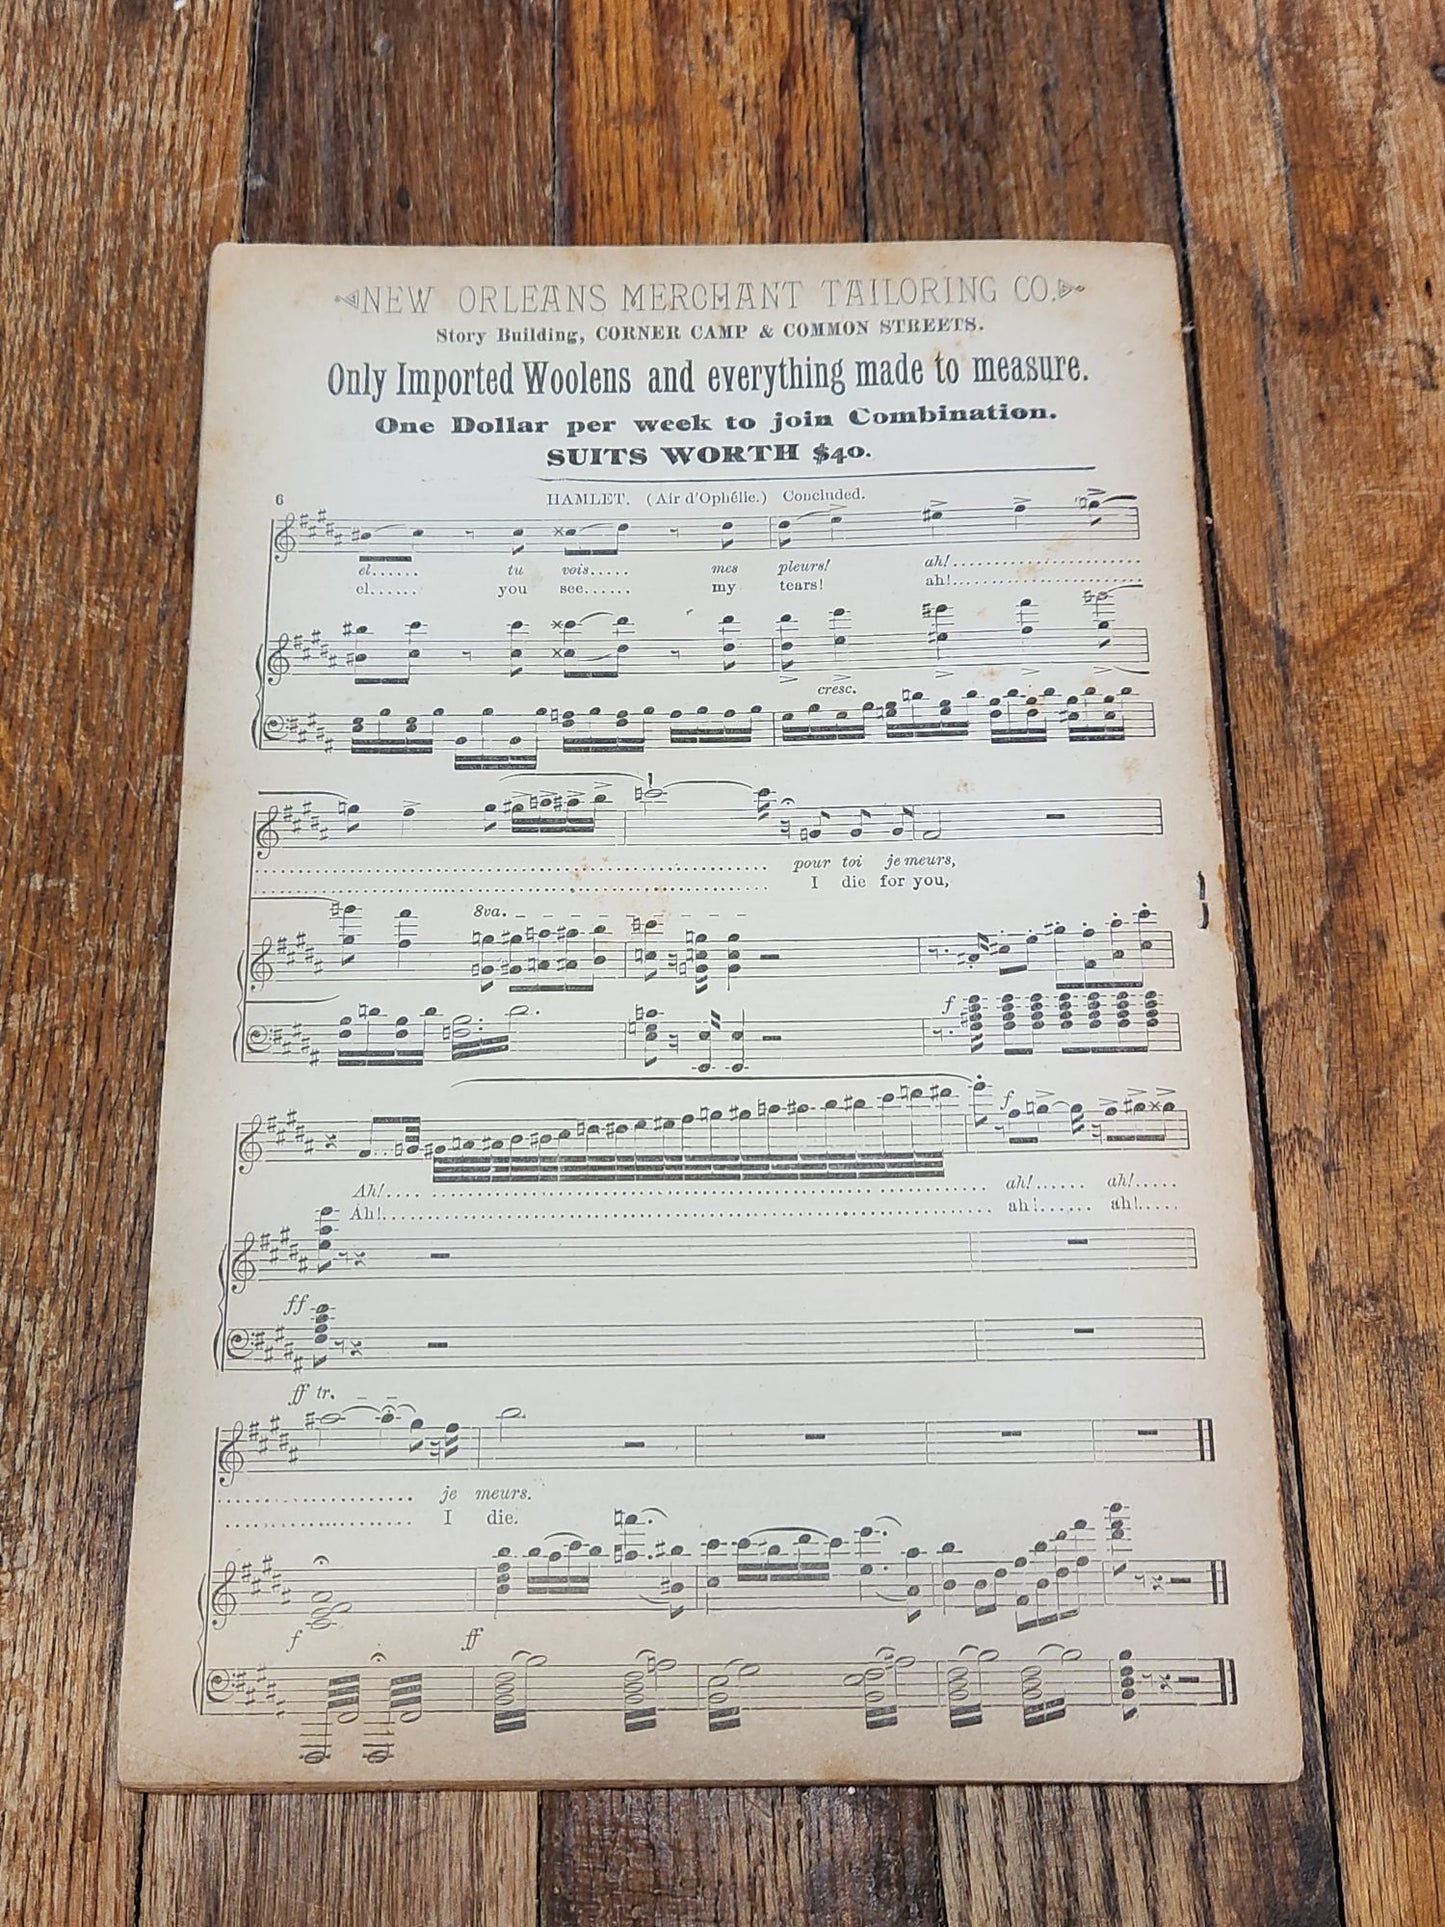 NEW ORLEANS MERCHANT TAILORING CO.
Story Building, CORNER CAMP & COMMON STREETS.
Only Imported Woolens and everything made to measure.
One Dollar per week to join Combination.
SUITS WORTH $40.
6 HAMLET. (Air d'Ophélie.) Concluded.
el...... tu vois..... mes pleurs! ah!..............................
el...... you see...... my tears! ah!..............................
cresc.
pour toi je meurs,
I die for you,
8va.
f
f
Ah!.... ah!...... ah!.....
Ah!.... ah!...... ah!.....
ff
ff tr.
je meurs.
I die.
f ff